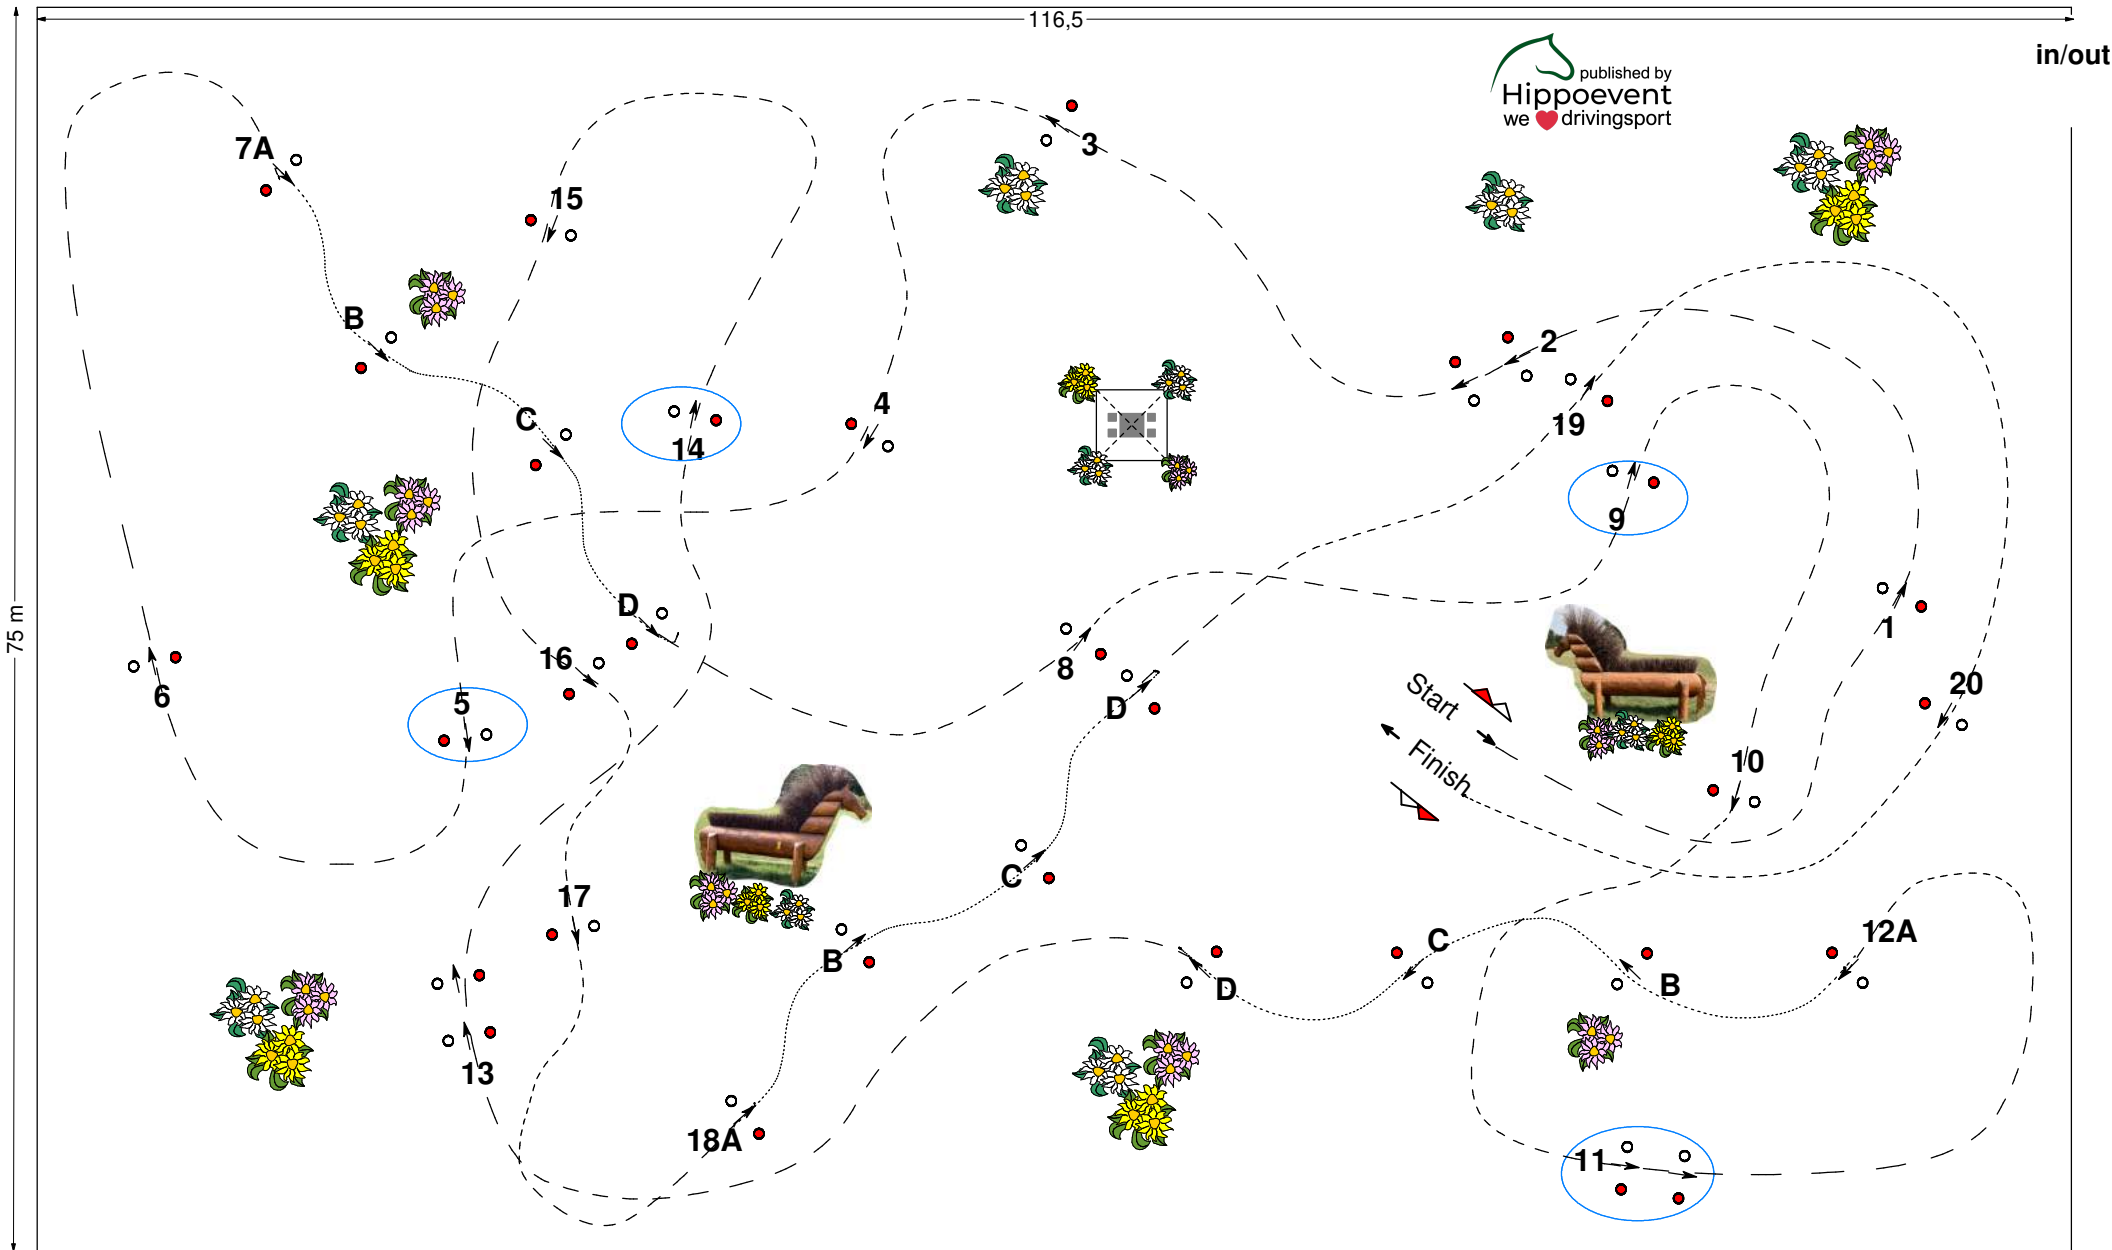 116,5
in/out
published by
Hippoevent
we drivingsport
3
7A
15
B
2
C
4
19
14
9
D
1
16
8
6
5
D
Start
20
Finish
10
C
17
12A
C
B
B
D
13
18A
11
75 m